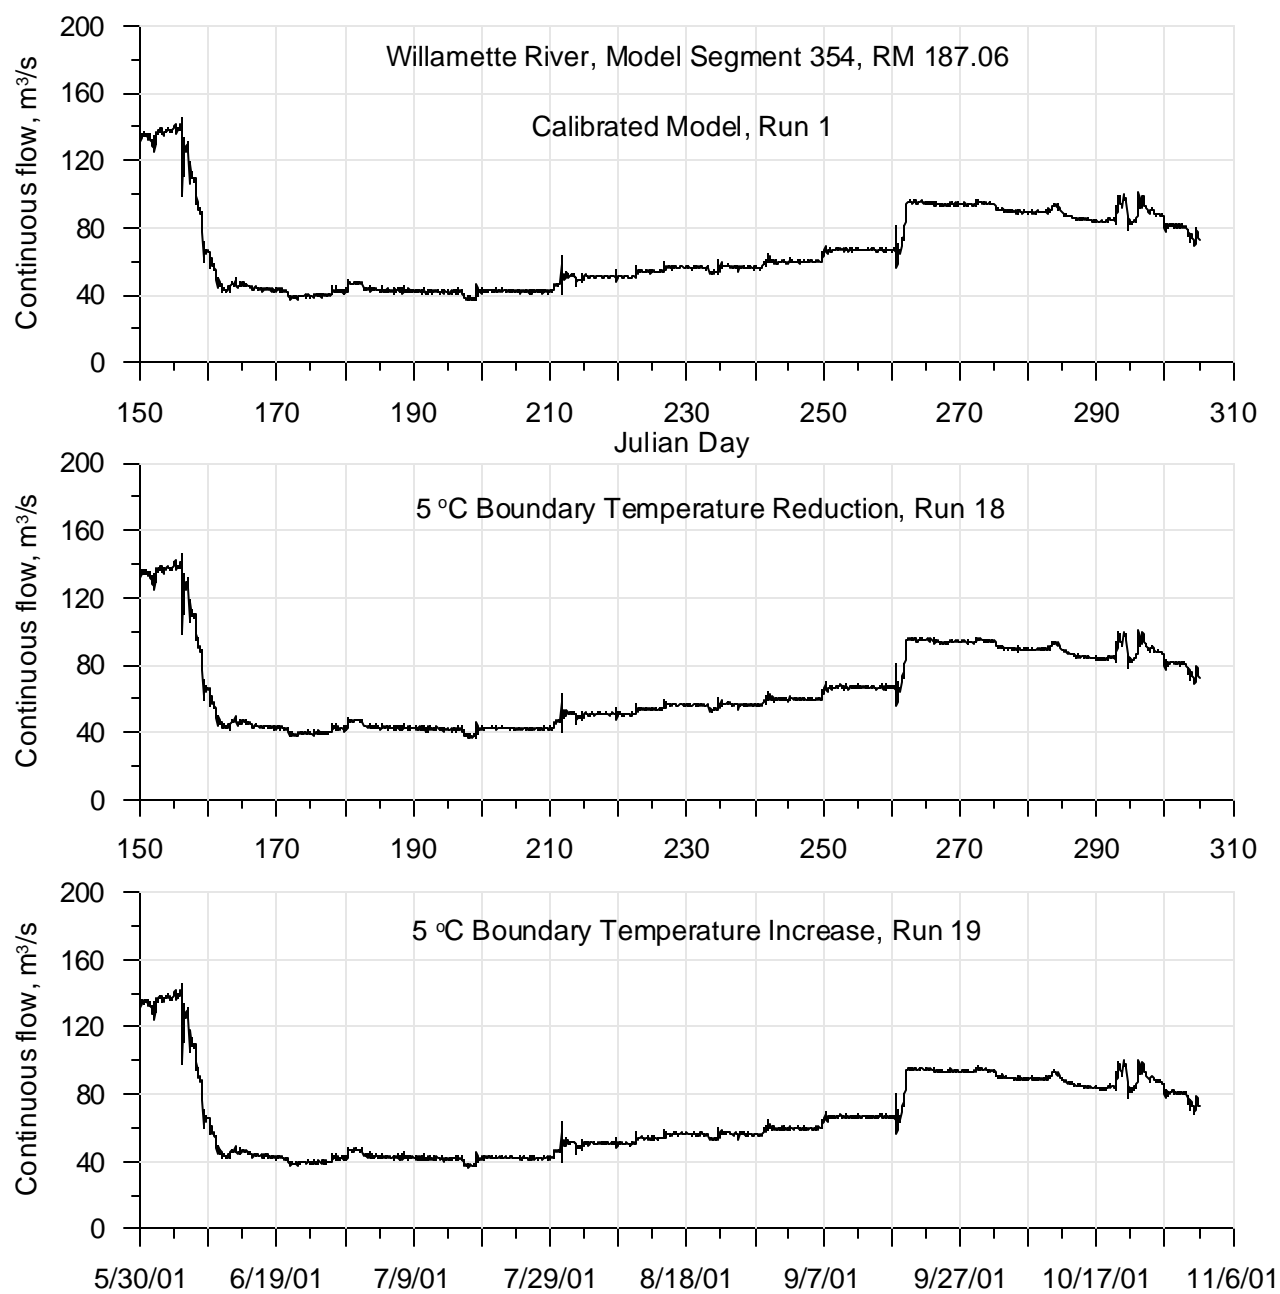 200
Willamette River, Model Segment 354, RM 187.06
160
Calibrated Model, Run 1
120
80
40
0
Continuous flow, m³/s
150 170 190 210 230 250 270 290 310
Julian Day
200
5 ºC Boundary Temperature Reduction, Run 18
160
120
80
40
0
Continuous flow, m³/s
150 170 190 210 230 250 270 290 310
200
5 ºC Boundary Temperature Increase, Run 19
160
120
80
40
0
Continuous flow, m³/s
5/30/01 6/19/01 7/9/01 7/29/01 8/18/01 9/7/01 9/27/01 10/17/01 11/6/01